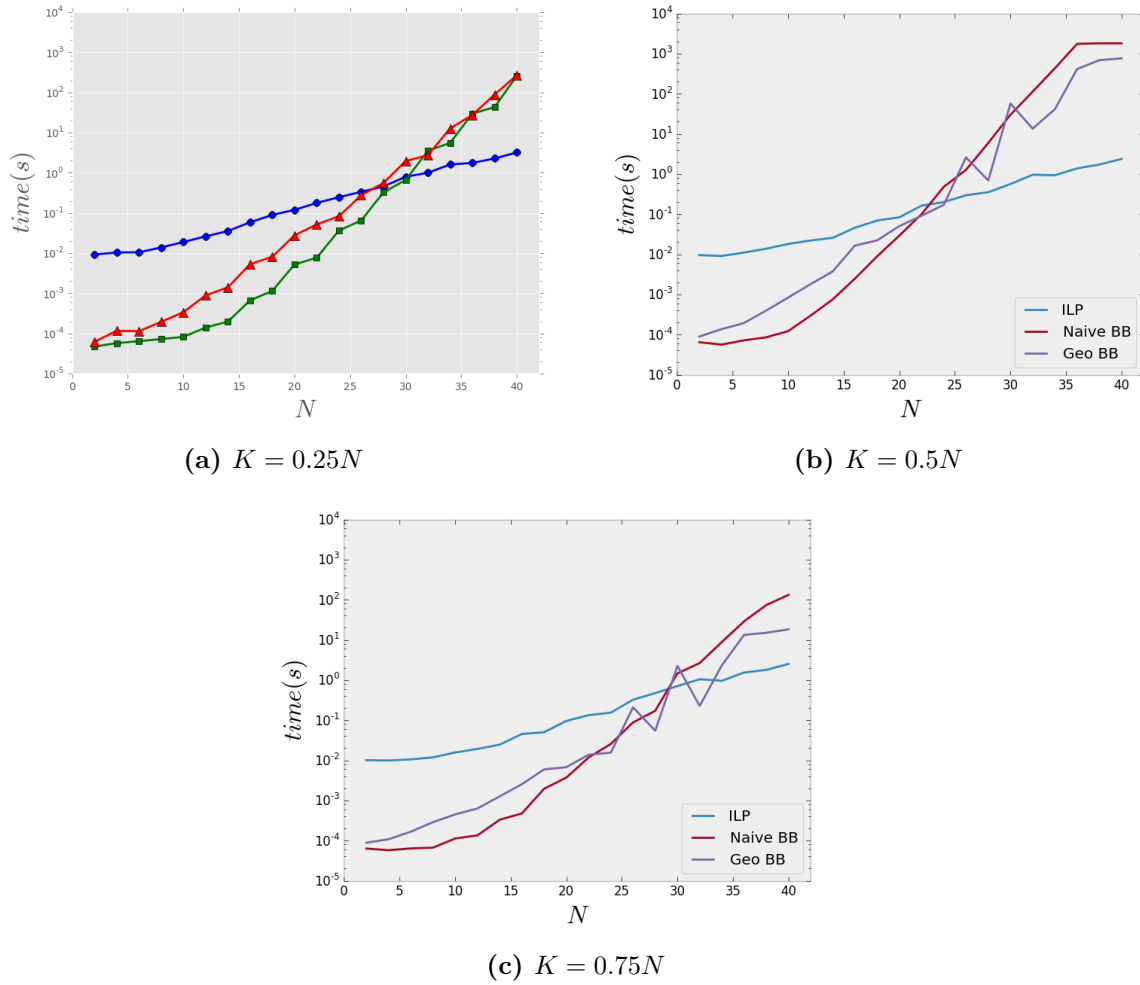 10^4
10^3
10^2
10^1
10^0
10^-1
10^-2
10^-3
10^-4
10^-5
time(s)
0 5 10 15 20 25 30 35 40
N
(a) K = 0.25N
10^4
10^3
10^2
10^1
10^0
10^-1
10^-2
10^-3
10^-4
10^-5
time(s)
0 5 10 15 20 25 30 35 40
N
ILP
Naive BB
Geo BB
(b) K = 0.5N
10^4
10^3
10^2
10^1
10^0
10^-1
10^-2
10^-3
10^-4
10^-5
time(s)
0 5 10 15 20 25 30 35 40
N
ILP
Naive BB
Geo BB
(c) K = 0.75N